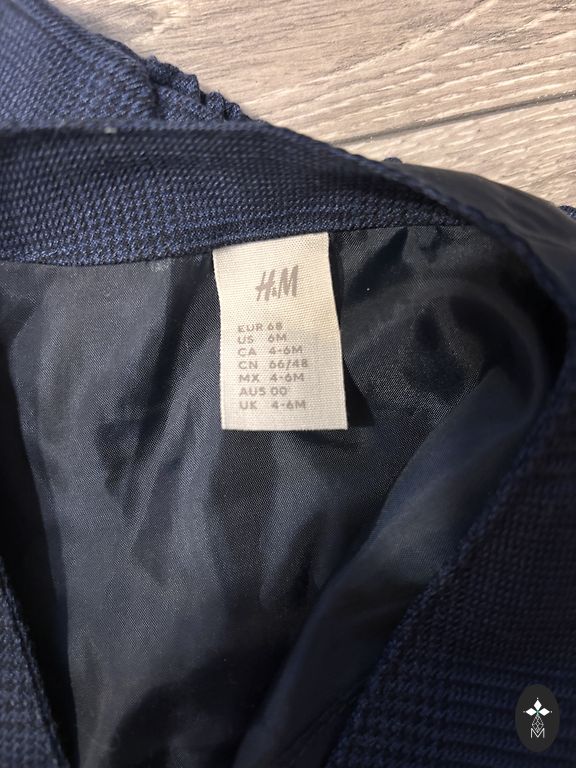 H&M
EUR 68
US 6M
CA 4-6M
CN 66/48
MX 4-6M
AUS 00
UK 4-6M
M